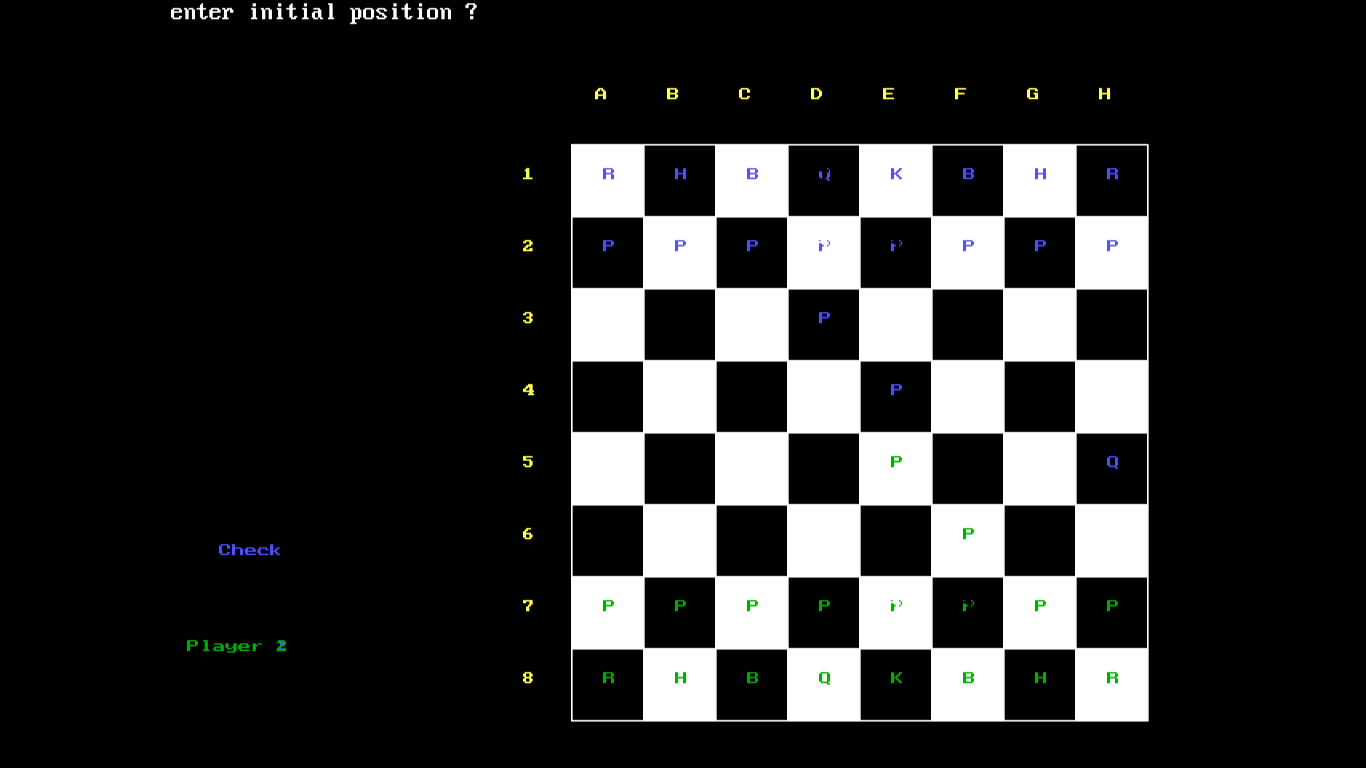 enter initial position ?
A B C D E F G H
1 R H B Q K B H R
2 P P P P P P P P
3 P
4 P
5 P Q
6 P
Check
7 P P P P P P P P
Player 2
8 R H B Q K B H R